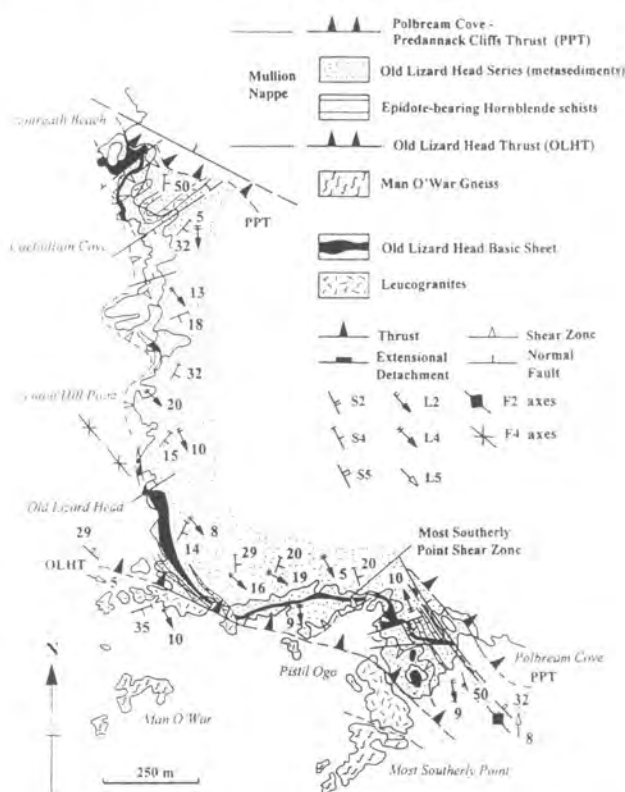 Polbream Cove -
Predannack Cliffs Thrust (PPT)
Mullion
Nappe
Old Lizard Head Series (metasediments)
Epidote-bearing Hornblende schists
Old Lizard Head Thrust (OLHT)
Man O'War Gneiss
Old Lizard Head Basic Sheet
Leucogranites
Thrust
Shear Zone
Extensional
Detachment
Normal
Fault
S2
L2
F2 axes
S4
L4
F4 axes
S5
L5
Beach
50
PPT
5
32
Cove
13
18
32
Hill Point
20
15
10
Old Lizard Head
8
14
29
OLHT
5
35
10
29
20
16
19
5
20
9
Most Southerly
Point Shear Zone
10
Pistil Ogo
Polbream Cove
PPT
50
32
9
8
N
Man O'War
Most Southerly Point
250 m